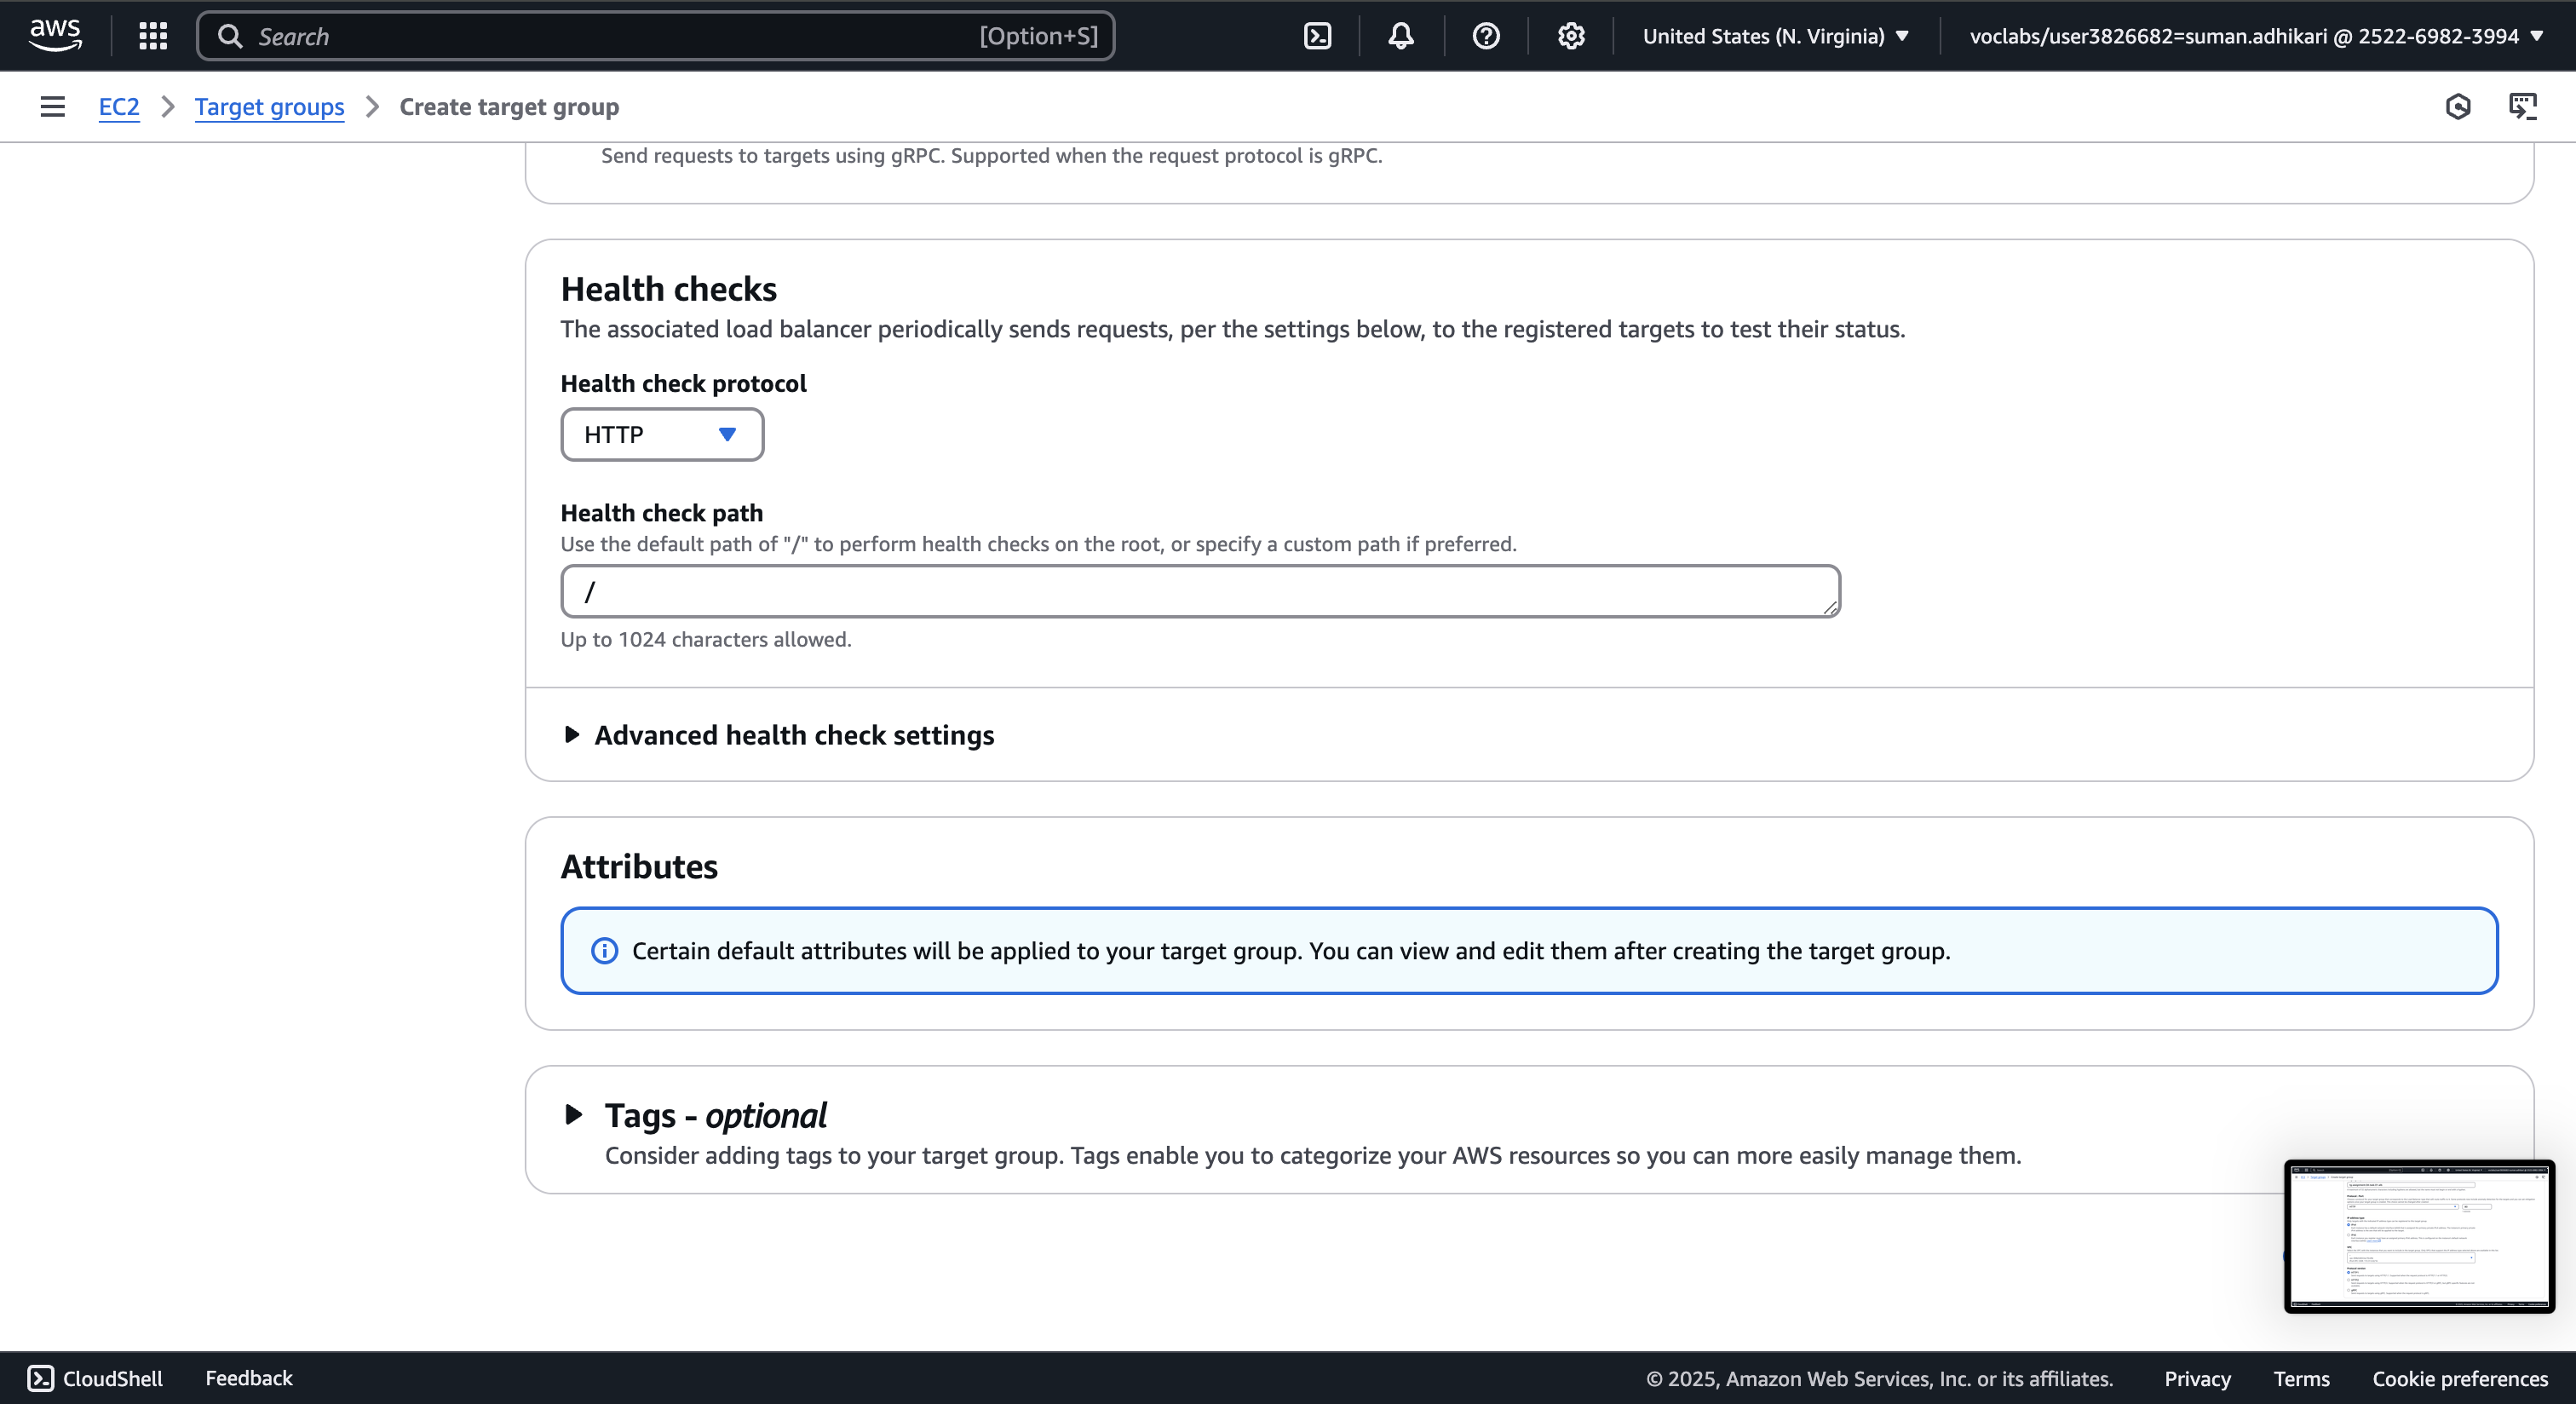 aws
Search [Option+S]
United States (N. Virginia)
voclabs/user3826682=suman.adhikari @ 2522-6982-3994
EC2 Target groups Create target group
Send requests to targets using gRPC. Supported when the request protocol is gRPC.
Health checks
The associated load balancer periodically sends requests, per the settings below, to the registered targets to test their status.
Health check protocol
HTTP
Health check path
Use the default path of "/" to perform health checks on the root, or specify a custom path if preferred.
/
Up to 1024 characters allowed.
Advanced health check settings
Attributes
Certain default attributes will be applied to your target group. You can view and edit them after creating the target group.
Tags - optional
Consider adding tags to your target group. Tags enable you to categorize your AWS resources so you can more easily manage them.
CloudShell Feedback © 2025, Amazon Web Services, Inc. or its affiliates. Privacy Terms Cookie preferences